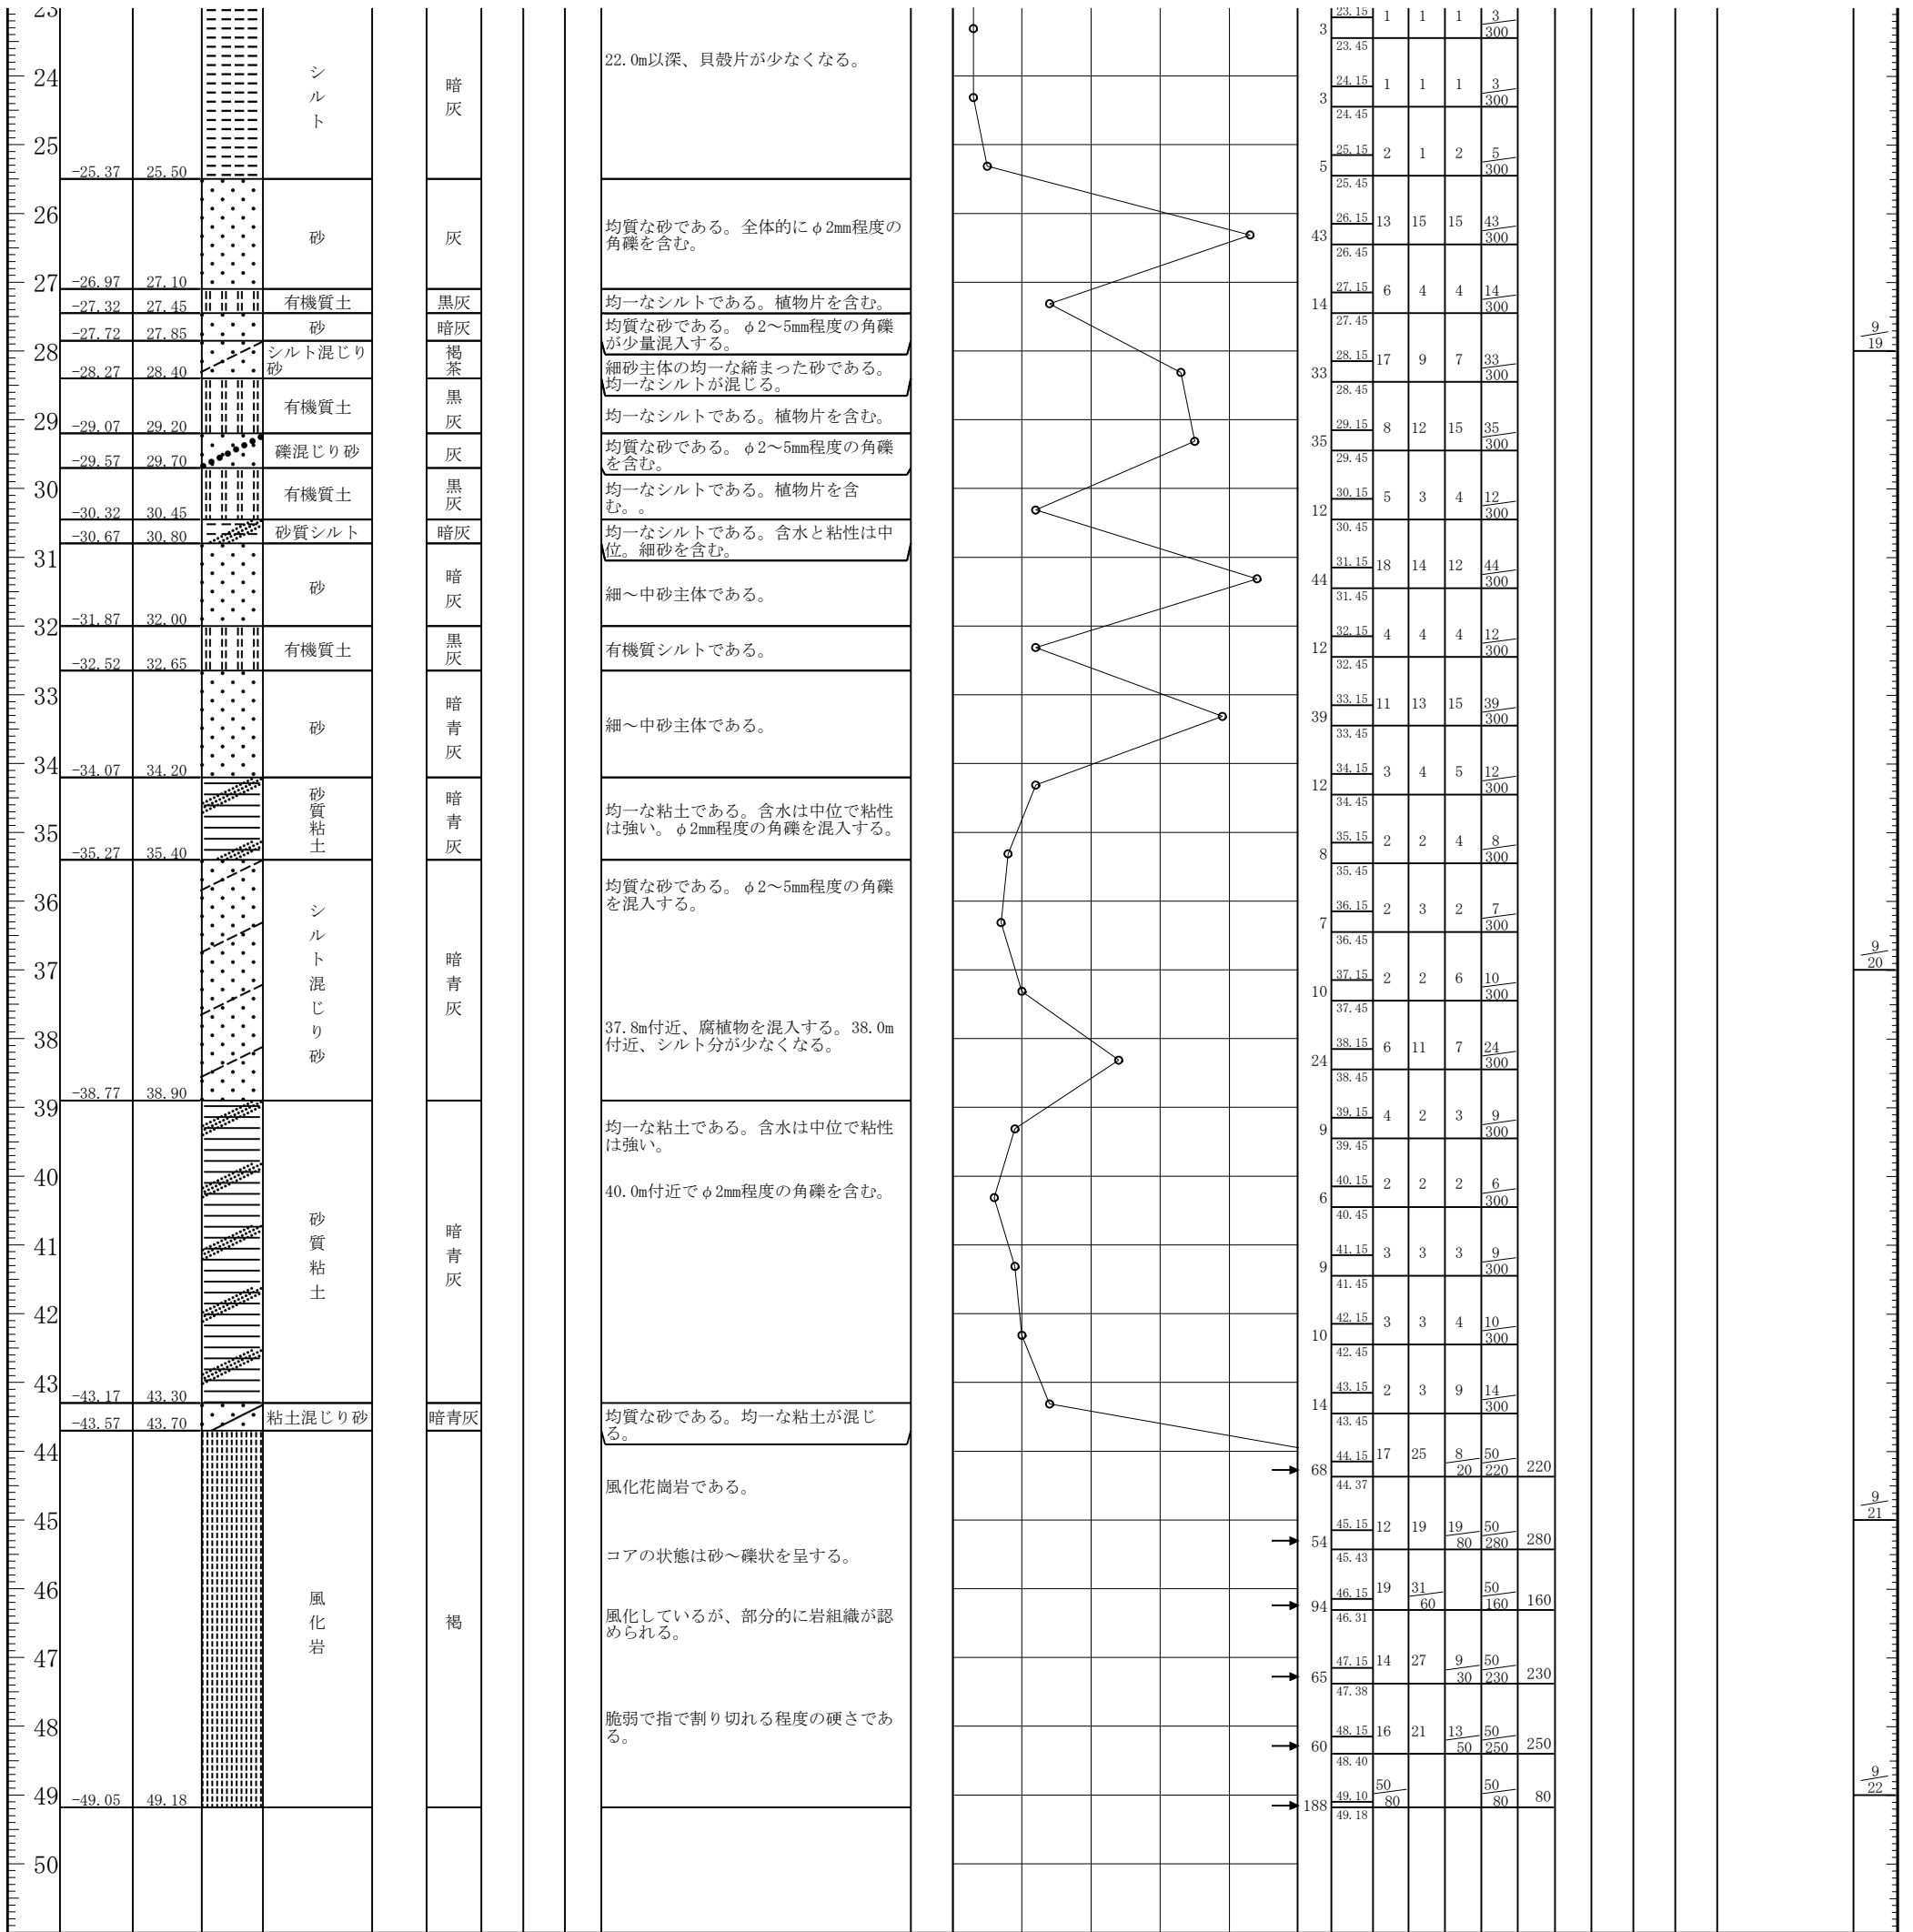 23
24
25
26
27
28
29
30
31
32
33
34
35
36
37
38
39
40
41
42
43
44
45
46
47
48
49
50
-25.37 25.50
-26.97 27.10
-27.32 27.45
-27.72 27.85
-28.27 28.40
-29.07 29.20
-29.57 29.70
-30.32 30.45
-30.67 30.80
-31.87 32.00
-32.52 32.65
-34.07 34.20
-35.27 35.40
-38.77 38.90
-43.17 43.30
-43.57 43.70
-49.05 49.18
シルト
砂
有機質土
砂
シルト混じり
砂
有機質土
礫混じり砂
有機質土
砂質シルト
砂
有機質土
砂
砂質粘土
シルト混じり砂
砂質粘土
粘土混じり砂
風化岩
暗灰
灰
黒灰
暗灰
褐茶
黒灰
灰
黒灰
暗灰
暗灰
黒灰
暗青灰
暗青灰
暗青灰
暗青灰
暗青灰
褐
22.0m以深、貝殻片が少なくなる。
均質な砂である。全体的にφ2mm程度の
角礫を含む。
均一なシルトである。植物片を含む。
均質な砂である。φ2～5mm程度の角礫
が少量混入する。
細砂主体の均一な締まった砂である。
均一なシルトが混じる。
均一なシルトである。植物片を含む。
均質な砂である。φ2～5mm程度の角礫
を含む。
均一なシルトである。植物片を含
む。。
均一なシルトである。含水と粘性は中
位。細砂を含む。
細～中砂主体である。
有機質シルトである。
細～中砂主体である。
均一な粘土である。含水は中位で粘性
は強い。φ2mm程度の角礫を混入する。
均質な砂である。φ2～5mm程度の角礫
を混入する。
37.8m付近、腐植物を混入する。38.0m
付近、シルト分が少なくなる。
均一な粘土である。含水は中位で粘性
は強い。
40.0m付近でφ2mm程度の角礫を含む。
均質な砂である。均一な粘土が混じ
る。
風化花崗岩である。
コアの状態は砂～礫状を呈する。
風化しているが、部分的に岩組織が認
められる。
脆弱で指で割り切れる程度の硬さであ
る。
3 23.15 1 1 1 3/300
23.45
3 24.15 1 1 1 3/300
24.45
5 25.15 2 1 2 5/300
25.45
43 26.15 13 15 15 43/300
26.45
14 27.15 6 4 4 14/300
27.45
33 28.15 17 9 7 33/300
28.45
35 29.15 8 12 15 35/300
29.45
12 30.15 5 3 4 12/300
30.45
44 31.15 18 14 12 44/300
31.45
12 32.15 4 4 4 12/300
32.45
39 33.15 11 13 15 39/300
33.45
12 34.15 3 4 5 12/300
34.45
8 35.15 2 2 4 8/300
35.45
7 36.15 2 3 2 7/300
36.45
10 37.15 2 2 6 10/300
37.45
24 38.15 6 11 7 24/300
38.45
9 39.15 4 2 3 9/300
39.45
6 40.15 2 2 2 6/300
40.45
9 41.15 3 3 3 9/300
41.45
10 42.15 3 3 4 10/300
42.45
14 43.15 2 3 9 14/300
43.45
68 44.15 17 25 8/20 50/220 220
44.37
54 45.15 12 19 19/80 50/280 280
45.43
94 46.15 19 31/60 50/160 160
46.31
65 47.15 14 27 9/30 50/230 230
47.38
60 48.15 16 21 13/50 50/250 250
48.40
188 49.10 50/80 50/80 80
49.18
9/19
9/20
9/21
9/22